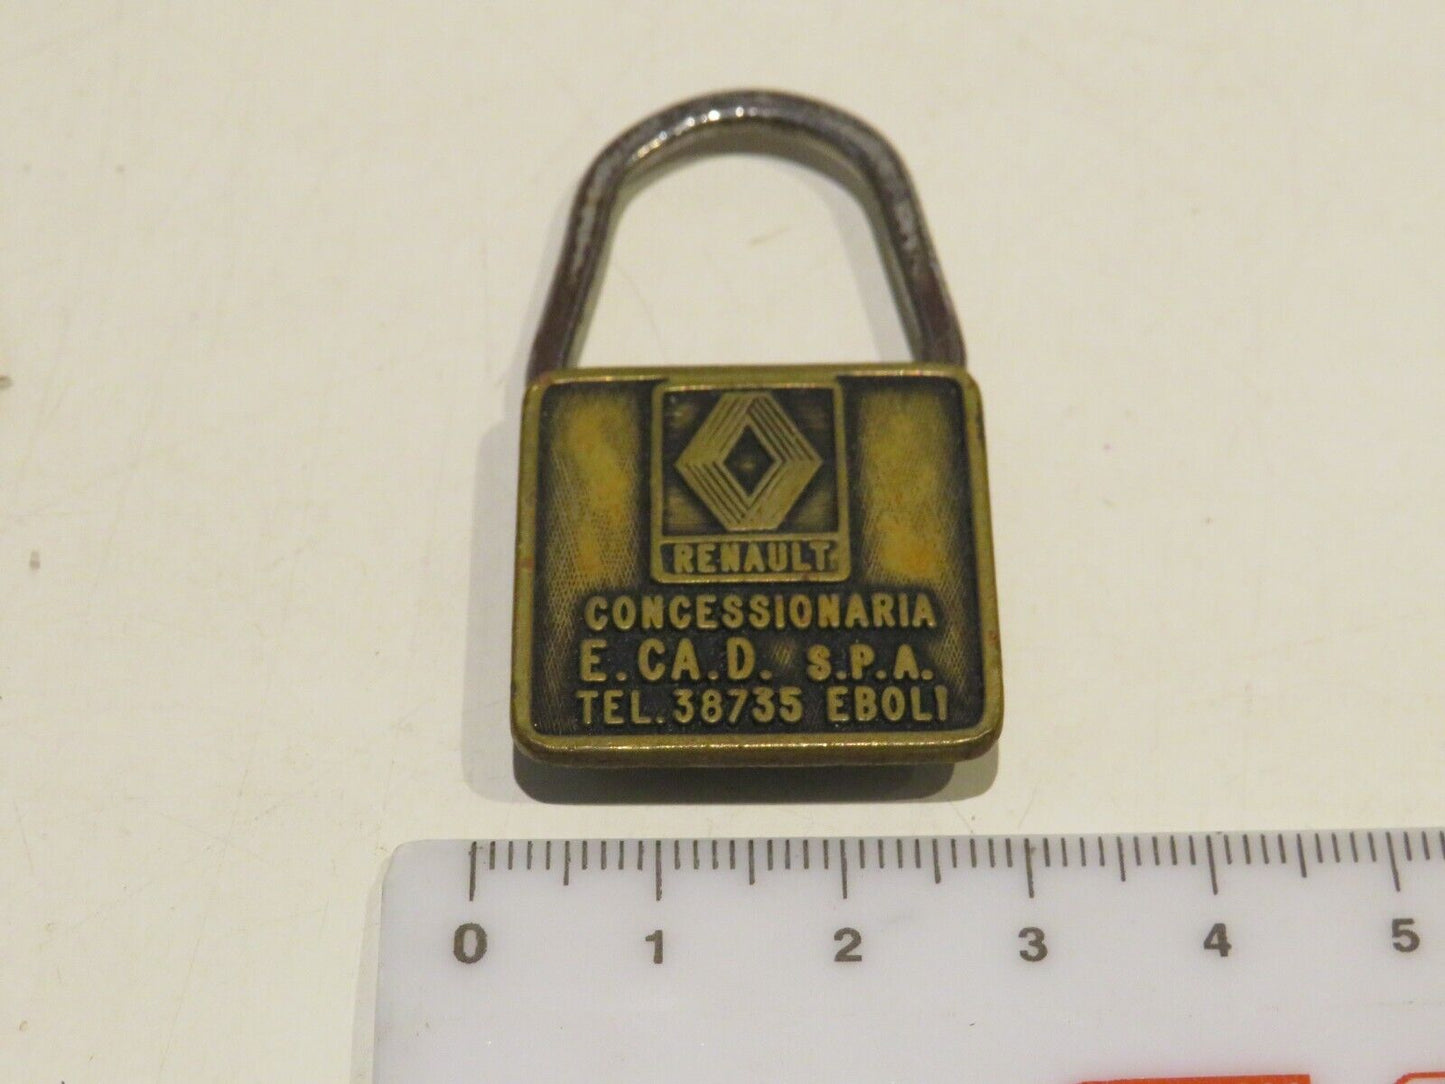 RENAULT
CONCESSIONARIA
E.CA.D. S.P.A.
TEL.38735 EBOLI
0 1 2 3 4 5